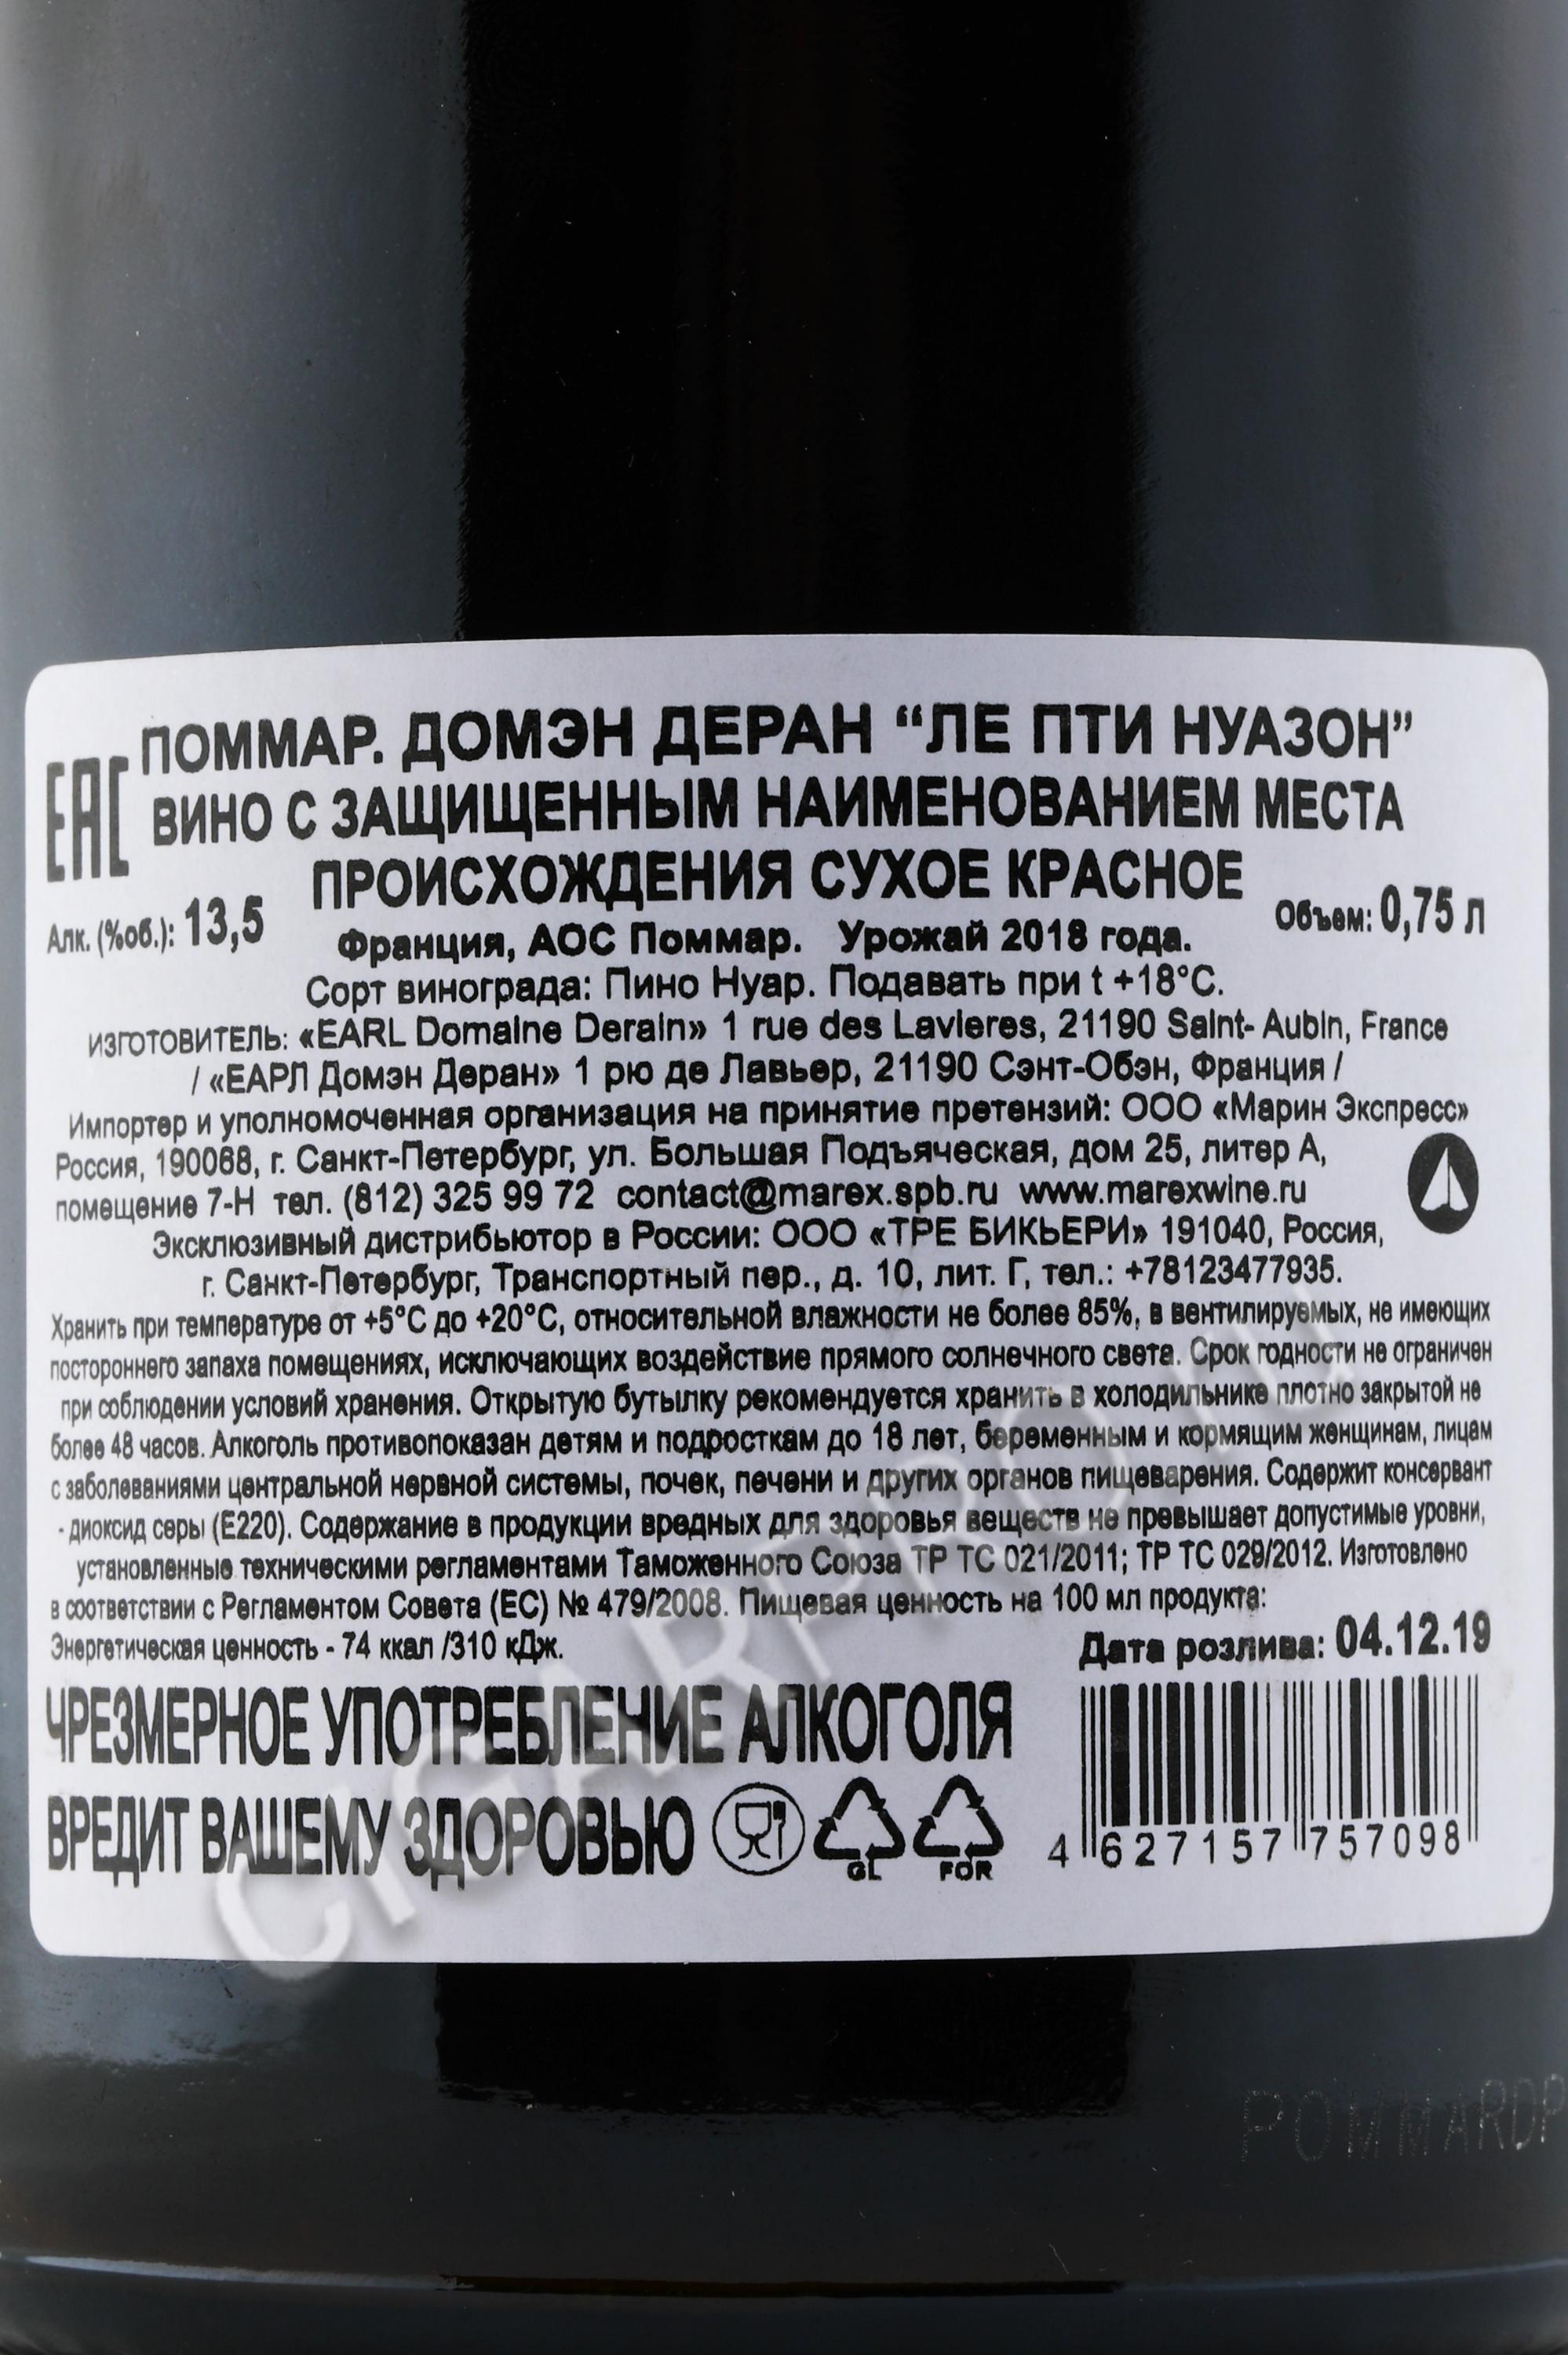 ПОММАР. ДОМЭН ДЕРАН “ЛЕ ПТИ НУАЗОН”
EAC
ВИНО С ЗАЩИЩЕННЫМ НАИМЕНОВАНИЕМ МЕСТА
ПРОИСХОЖДЕНИЯ СУХОЕ КРАСНОЕ
Алк. (%об.): 13,5
Объем: 0,75 л
Франция, АОС Поммар. Урожай 2018 года.
Сорт винограда: Пино Нуар. Подавать при t +18°C.
ИЗГОТОВИТЕЛЬ: «EARL Domaine Derain» 1 rue des Lavieres, 21190 Saint- Aubin, France
/ «ЕАРЛ Домэн Деран» 1 рю де Лавьер, 21190 Сэнт-Обэн, Франция /
Импортер и уполномоченная организация на принятие претензий: ООО «Марин Экспресс»
Россия, 190068, г. Санкт-Петербург, ул. Большая Подъяческая, дом 25, литер А,
помещение 7-Н тел. (812) 325 99 72 contact@marex.spb.ru www.marexwine.ru
Эксклюзивный дистрибьютор в России: ООО «ТРЕ БИКЬЕРИ» 191040, Россия,
г. Санкт-Петербург, Транспортный пер., д. 10, лит. Г, тел.: +78123477935.
Хранить при температуре от +5°C до +20°C, относительной влажности не более 85%, в вентилируемых, не имеющих
постороннего запаха помещениях, исключающих воздействие прямого солнечного света. Срок годности не ограничен
при соблюдении условий хранения. Открытую бутылку рекомендуется хранить в холодильнике плотно закрытой не
более 48 часов. Алкоголь противопоказан детям и подросткам до 18 лет, беременным и кормящим женщинам, лицам
с заболеваниями центральной нервной системы, почек, печени и других органов пищеварения. Содержит консервант
- диоксид серы (E220). Содержание в продукции вредных для здоровья веществ не превышает допустимые уровни,
установленные техническими регламентами Таможенного Союза ТР ТС 021/2011; ТР ТС 029/2012. Изготовлено
в соответствии с Регламентом Совета (ЕС) № 479/2008. Пищевая ценность на 100 мл продукта:
Энергетическая ценность - 74 ккал /310 кДж.
Дата розлива: 04.12.19
ЧРЕЗМЕРНОЕ УПОТРЕБЛЕНИЕ АЛКОГОЛЯ
ВРЕДИТ ВАШЕМУ ЗДОРОВЬЮ
GL
FOR
4 627157 757098
CIGARPRO.RU
POMMARDP